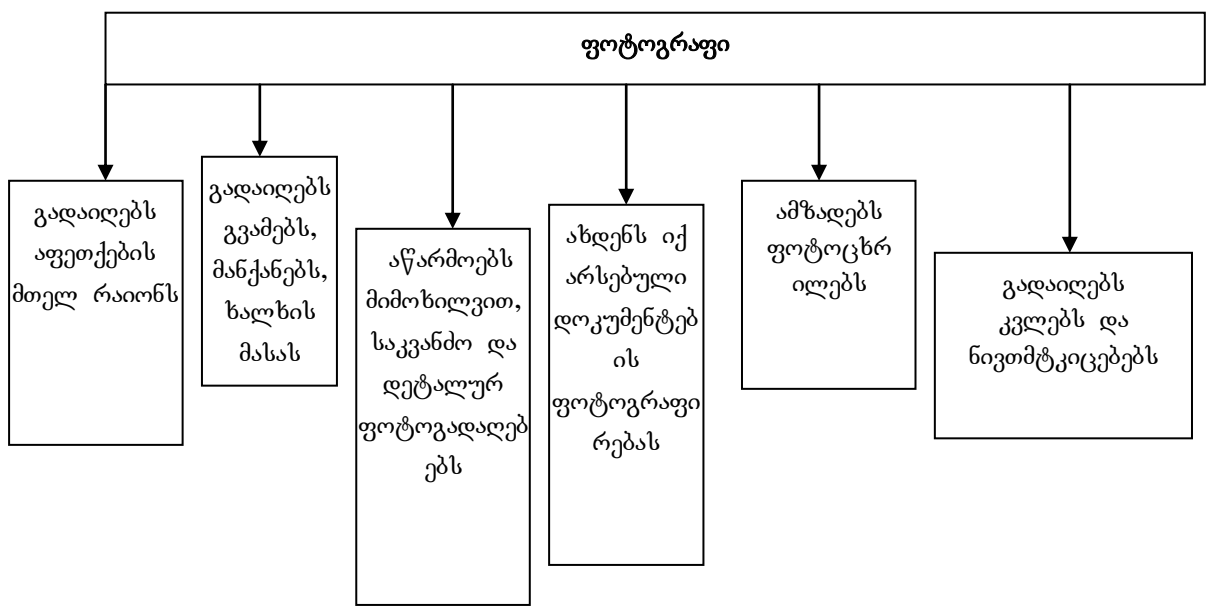 ფოტოგრაფი
გადაიღებს
აფეთქების
მთელ რაიონს
გადაიღებს
გვამებს,
მანქანებს,
ხალხის
მასას
აწარმოებს
მიმოხილვით,
საკვანძო და
დეტალურ
ფოტოგადაღებ
ებს
ახდენს იქ
არსებული
დოკუმენტებ
ის
ფოტოგრაფი
რებას
ამზადებს
ფოტოცხრ
ილებს
გადაიღებს
კვლებს და
ნივთმტკიცებებს